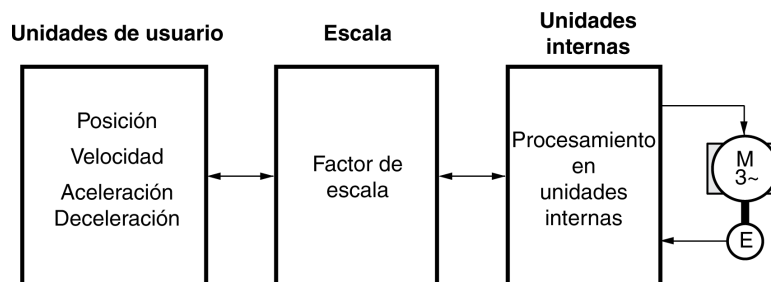 Unidades de usuario
Escala
Unidades
internas
Posición
Velocidad
Aceleración
Deceleración
Factor de
escala
Procesamiento
en
unidades
internas
M
3~
E